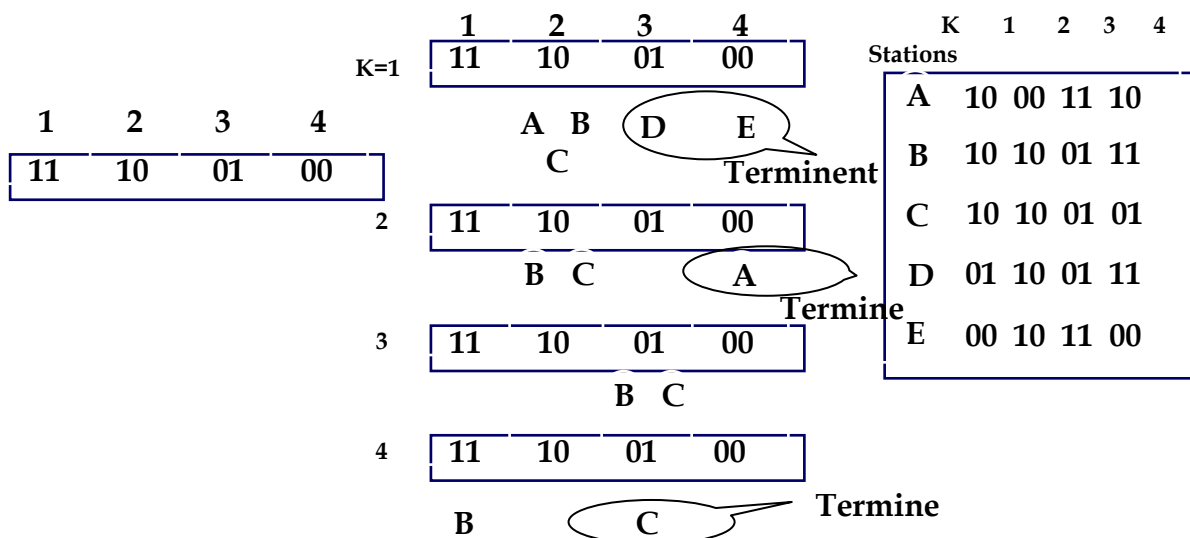 1 2 3 4
11 10 01 00
1 2 3 4
K=1 11 10 01 00
A B D E
C
Terminent
2 11 10 01 00
B C A
Termine
3 11 10 01 00
B C
4 11 10 01 00
B C
Termine
K 1 2 3 4
Stations
A 10 00 11 10
B 10 10 01 11
C 10 10 01 01
D 01 10 01 11
E 00 10 11 00